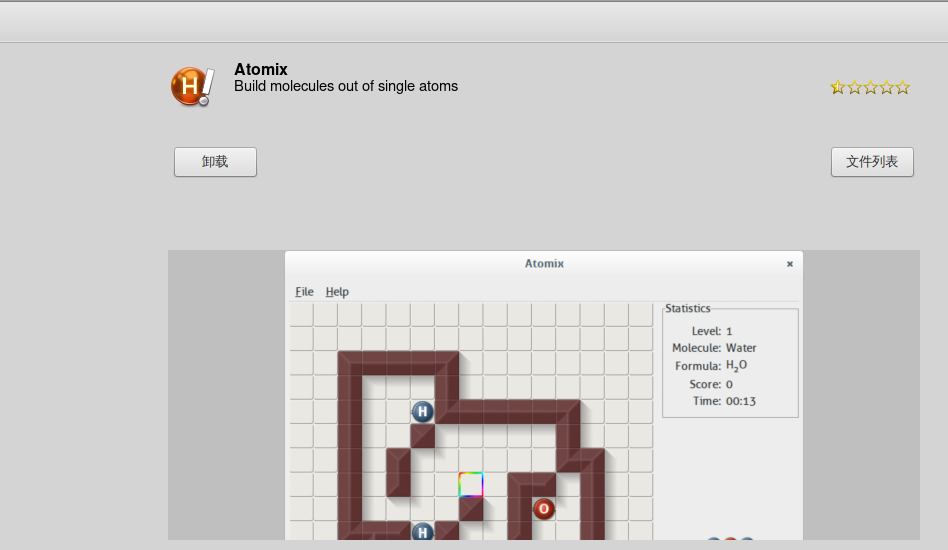 H!
Atomix
Build molecules out of single atoms
卸载
文件列表
Atomix
×
File Help
Statistics
Level: 1
Molecule: Water
Formula: H₂O
Score: 0
Time: 00:13
H
O
H